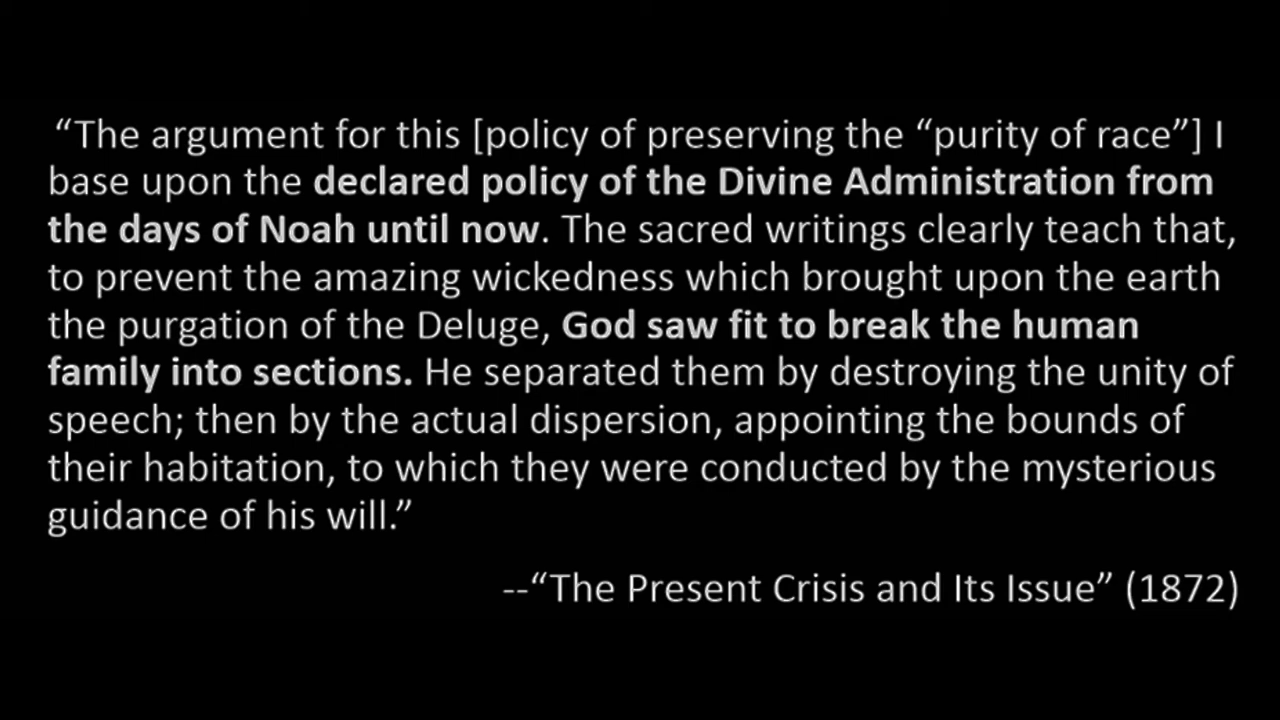 “The argument for this [policy of preserving the “purity of race”] I
base upon the declared policy of the Divine Administration from
the days of Noah until now. The sacred writings clearly teach that,
to prevent the amazing wickedness which brought upon the earth
the purgation of the Deluge, God saw fit to break the human
family into sections. He separated them by destroying the unity of
speech; then by the actual dispersion, appointing the bounds of
their habitation, to which they were conducted by the mysterious
guidance of his will.”
--“The Present Crisis and Its Issue” (1872)